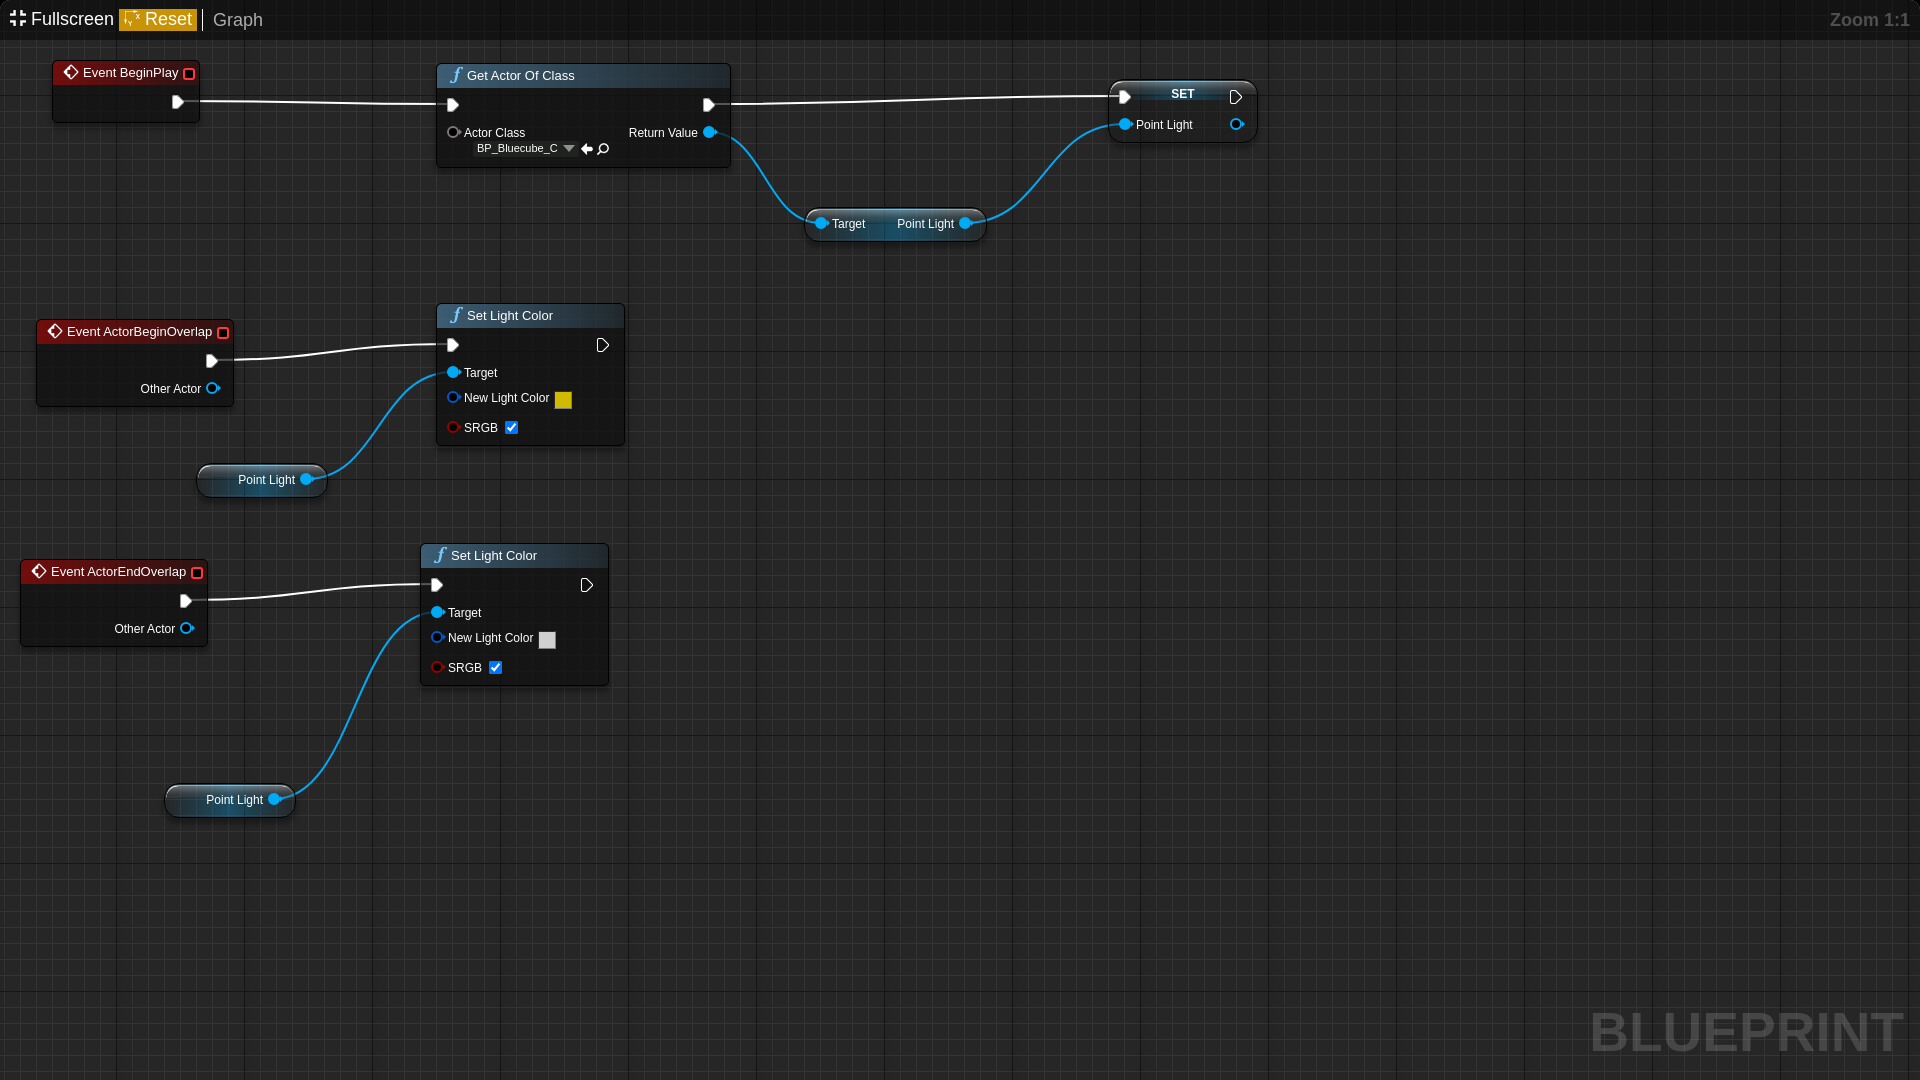 Fullscreen Reset Graph Zoom 1:1
Event BeginPlay
Get Actor Of Class
Actor Class Return Value
BP_Bluecube_C
SET
Point Light
Target Point Light
Event ActorBeginOverlap
Other Actor
Set Light Color
Target
New Light Color
SRGB
Point Light
Event ActorEndOverlap
Other Actor
Set Light Color
Target
New Light Color
SRGB
Point Light
BLUEPRINT